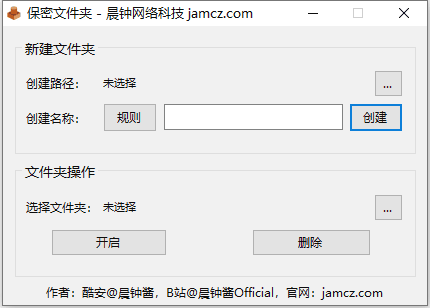 保密文件夹 - 晨钟网络科技 jamcz.com
新建文件夹
创建路径： 未选择 ...
创建名称： 规则 创建
文件夹操作
选择文件夹： 未选择 ...
开启 删除
作者：酷安@晨钟酱，B站@晨钟酱Official，官网：jamcz.com